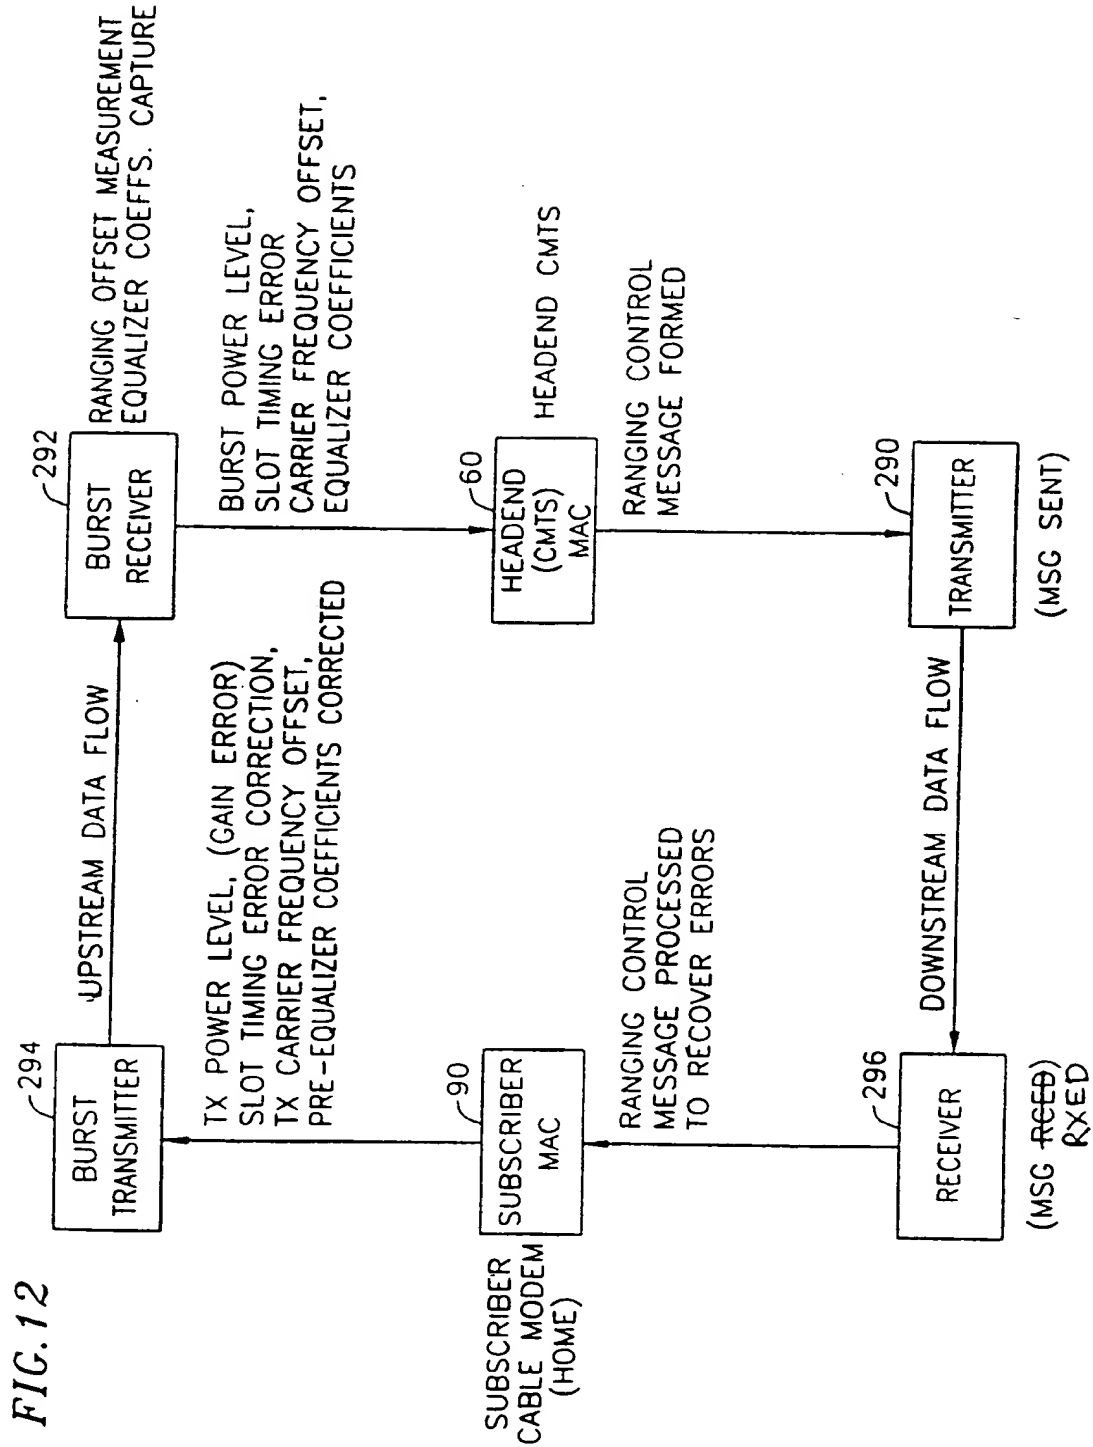 FIG. 12
294
BURST
TRANSMITTER
UPSTREAM DATA FLOW
292
BURST
RECEIVER
RANGING OFFSET MEASUREMENT
EQUALIZER COEFFS. CAPTURE
TX POWER LEVEL, (GAIN ERROR)
SLOT TIMING ERROR CORRECTION,
TX CARRIER FREQUENCY OFFSET,
PRE-EQUALIZER COEFFICIENTS CORRECTED
BURST POWER LEVEL,
SLOT TIMING ERROR
CARRIER FREQUENCY OFFSET,
EQUALIZER COEFFICIENTS
SUBSCRIBER
CABLE MODEM
(HOME)
90
SUBSCRIBER
MAC
60
HEADEND
(CMTS)
MAC
HEADEND CMTS
RANGING CONTROL
MESSAGE PROCESSED
TO RECOVER ERRORS
RANGING CONTROL
MESSAGE FORMED
296
RECEIVER
(MSG RCED)
RXED
DOWNSTREAM DATA FLOW
290
TRANSMITTER
(MSG SENT)